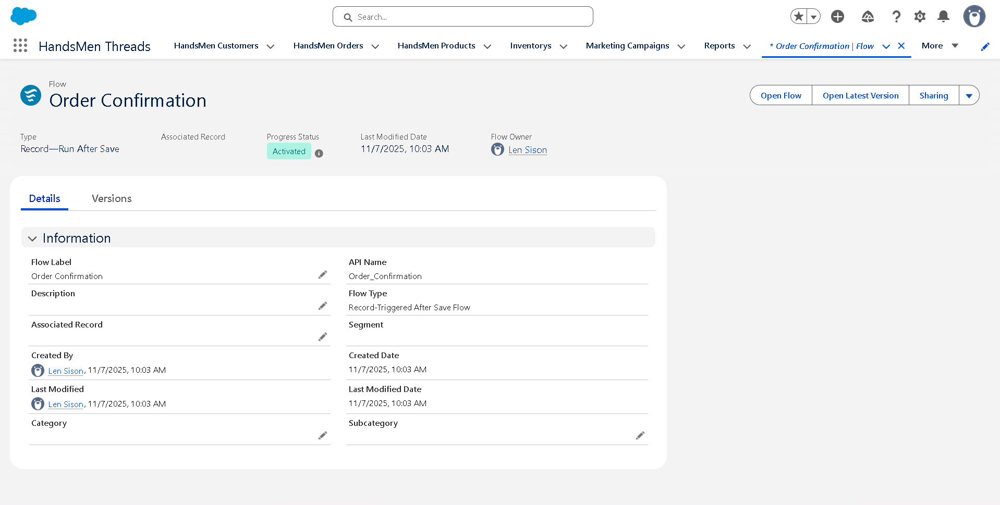 Search...
HandsMen Threads
HandsMen Customers
HandsMen Orders
HandsMen Products
Inventorys
Marketing Campaigns
Reports
* Order Confirmation | Flow
More
Flow
Order Confirmation
Open Flow
Open Latest Version
Sharing
Type
Record—Run After Save
Associated Record
Progress Status
Activated
Last Modified Date
11/7/2025, 10:03 AM
Flow Owner
Len Sison
Details
Versions
Information
Flow Label
Order Confirmation
API Name
Order_Confirmation
Description
Flow Type
Record-Triggered After Save Flow
Associated Record
Segment
Created By
Len Sison, 11/7/2025, 10:03 AM
Created Date
11/7/2025, 10:03 AM
Last Modified
Len Sison, 11/7/2025, 10:03 AM
Last Modified Date
11/7/2025, 10:03 AM
Category
Subcategory